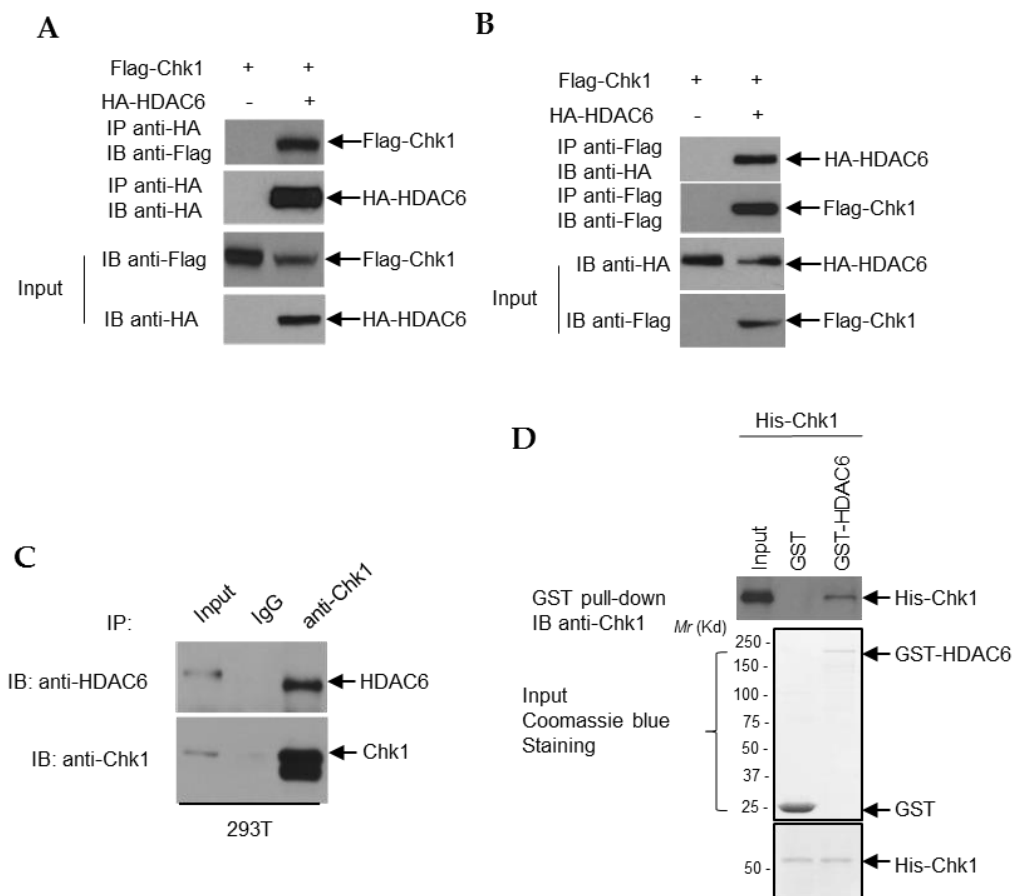 A
Flag-Chk1 + +
HA-HDAC6 - +
IP anti-HA
IB anti-Flag
Flag-Chk1
IP anti-HA
IB anti-HA
HA-HDAC6
Input
IB anti-Flag
Flag-Chk1
IB anti-HA
HA-HDAC6
B
Flag-Chk1 + +
HA-HDAC6 - +
IP anti-Flag
IB anti-HA
HA-HDAC6
IP anti-Flag
IB anti-Flag
Flag-Chk1
Input
IB anti-HA
HA-HDAC6
IB anti-Flag
Flag-Chk1
C
IP:
Input
IgG
anti-Chk1
IB: anti-HDAC6
HDAC6
IB: anti-Chk1
Chk1
293T
D
His-Chk1
Input
GST
GST-HDAC6
GST pull-down
IB anti-Chk1
His-Chk1
Mr (Kd)
250 -
150 -
100 -
75 -
50 -
37 -
25 -
GST-HDAC6
Input
Coomassie blue
Staining
GST
50 -
His-Chk1